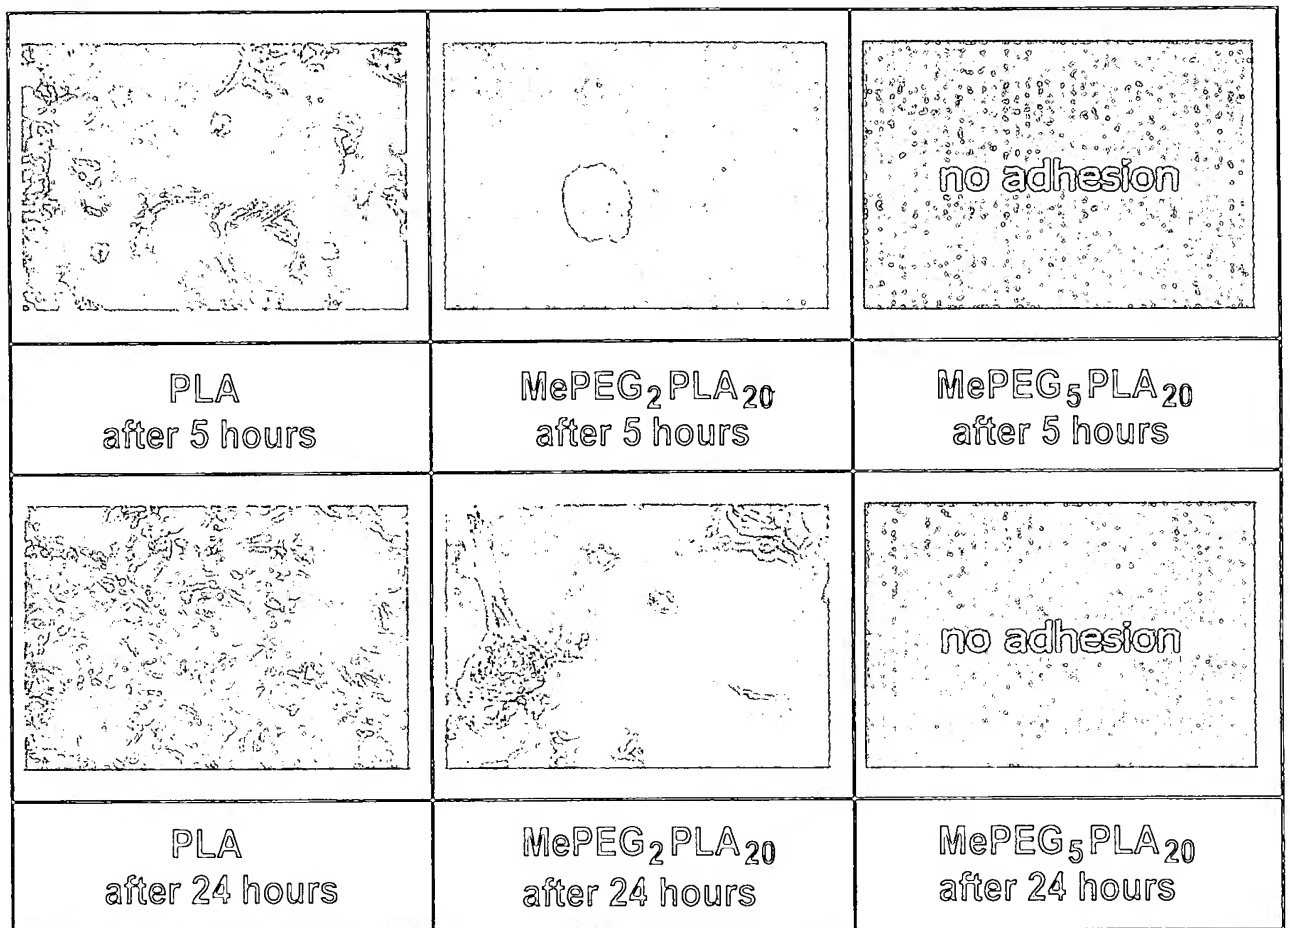 no adhesion
PLA
after 5 hours
MePEG₂PLA₂₀
after 5 hours
MePEG₅PLA₂₀
after 5 hours
no adhesion
PLA
after 24 hours
MePEG₂PLA₂₀
after 24 hours
MePEG₅PLA₂₀
after 24 hours